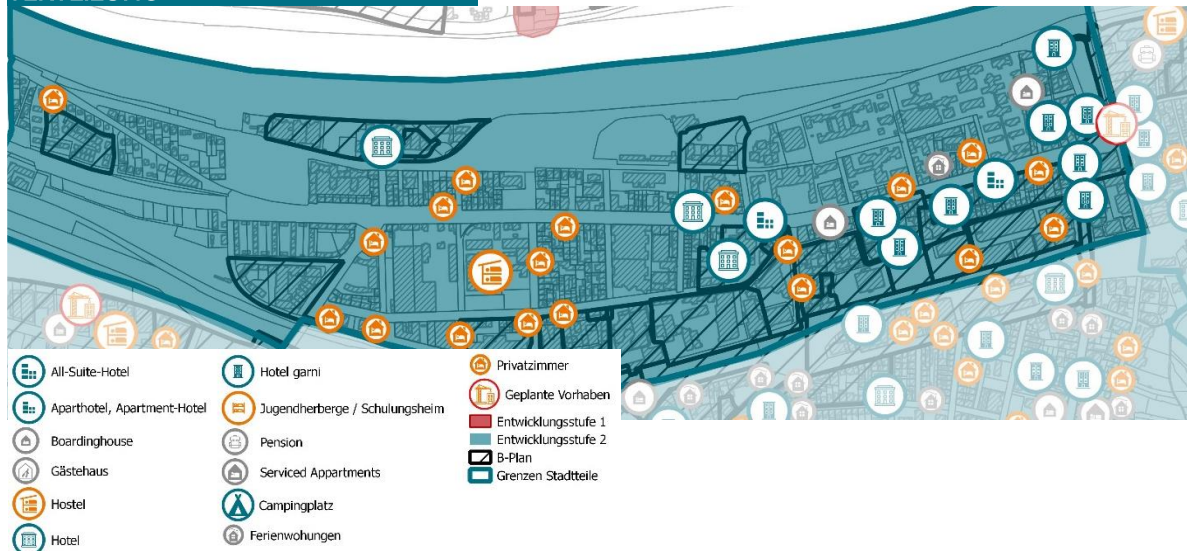 All-Suite-Hotel
Aparthotel, Apartment-Hotel
Boardinghouse
Gästehaus
Hostel
Hotel
Hotel garni
Jugendherberge / Schulungsheim
Pension
Serviced Appartments
Campingplatz
Ferienwohungen
Privatzimmer
Geplante Vorhaben
Entwicklungsstufe 1
Entwicklungsstufe 2
B-Plan
Grenzen Stadtteile